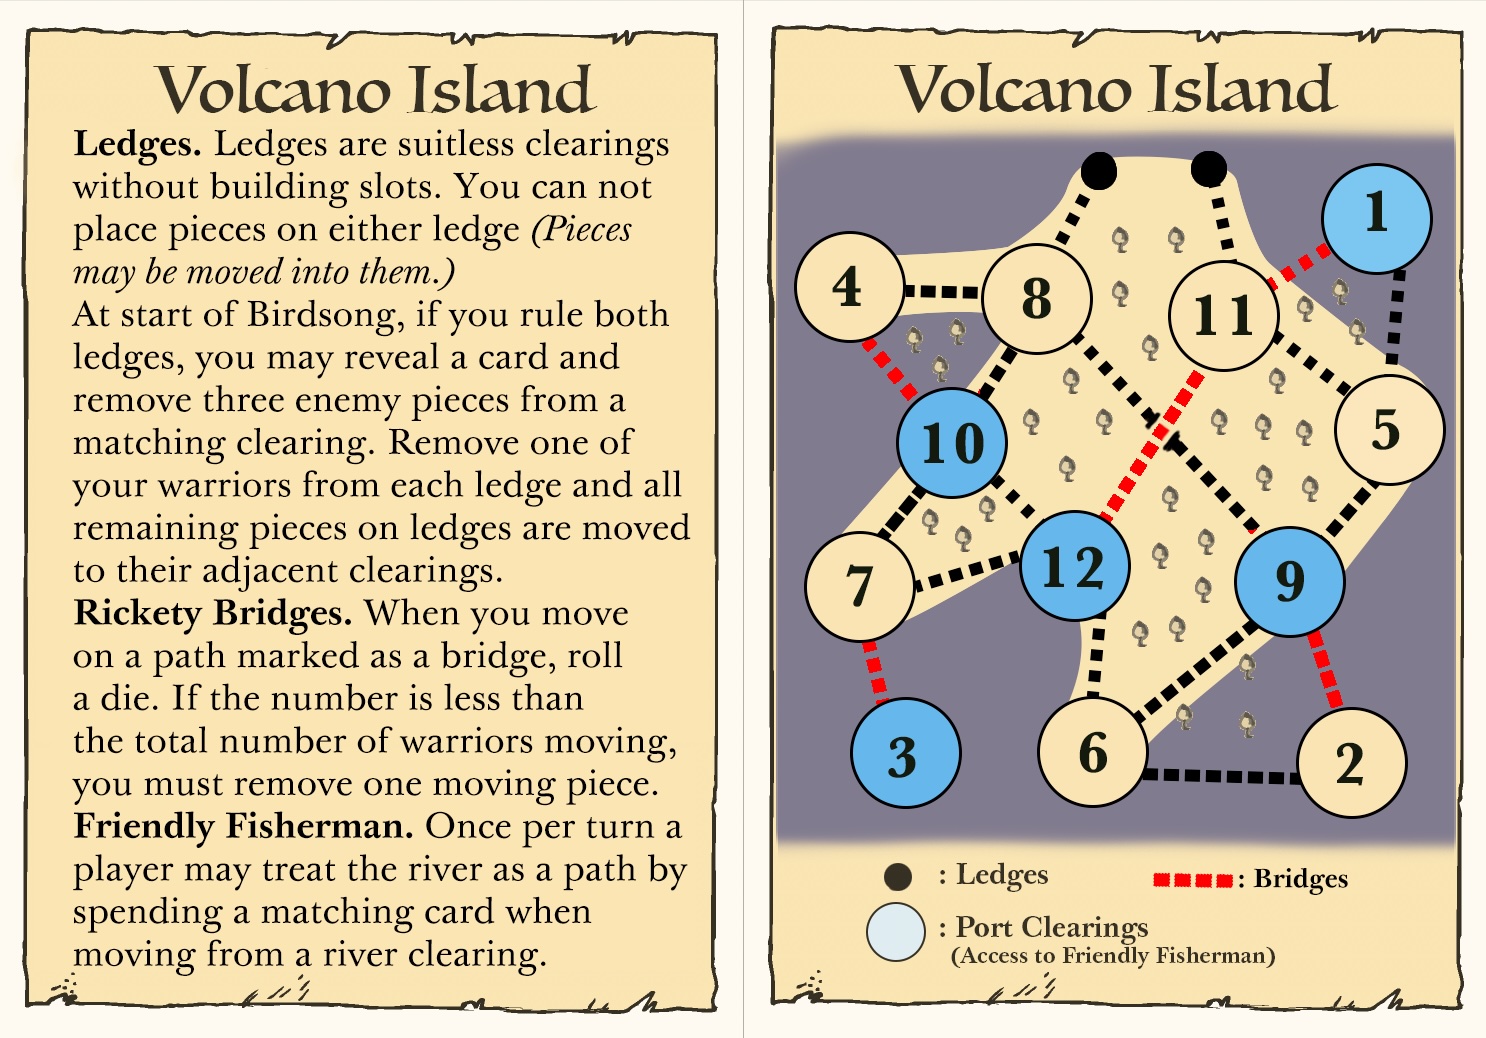 Volcano Island
Ledges. Ledges are suitless clearings
without building slots. You can not
place pieces on either ledge (Pieces
may be moved into them.)
At start of Birdsong, if you rule both
ledges, you may reveal a card and
remove three enemy pieces from a
matching clearing. Remove one of
your warriors from each ledge and all
remaining pieces on ledges are moved
to their adjacent clearings.
Rickety Bridges. When you move
on a path marked as a bridge, roll
a die. If the number is less than
the total number of warriors moving,
you must remove one moving piece.
Friendly Fisherman. Once per turn a
player may treat the river as a path by
spending a matching card when
moving from a river clearing.
Volcano Island
1
4
8
11
5
10
12
9
7
3
6
2
: Ledges
: Bridges
: Port Clearings
(Access to Friendly Fisherman)